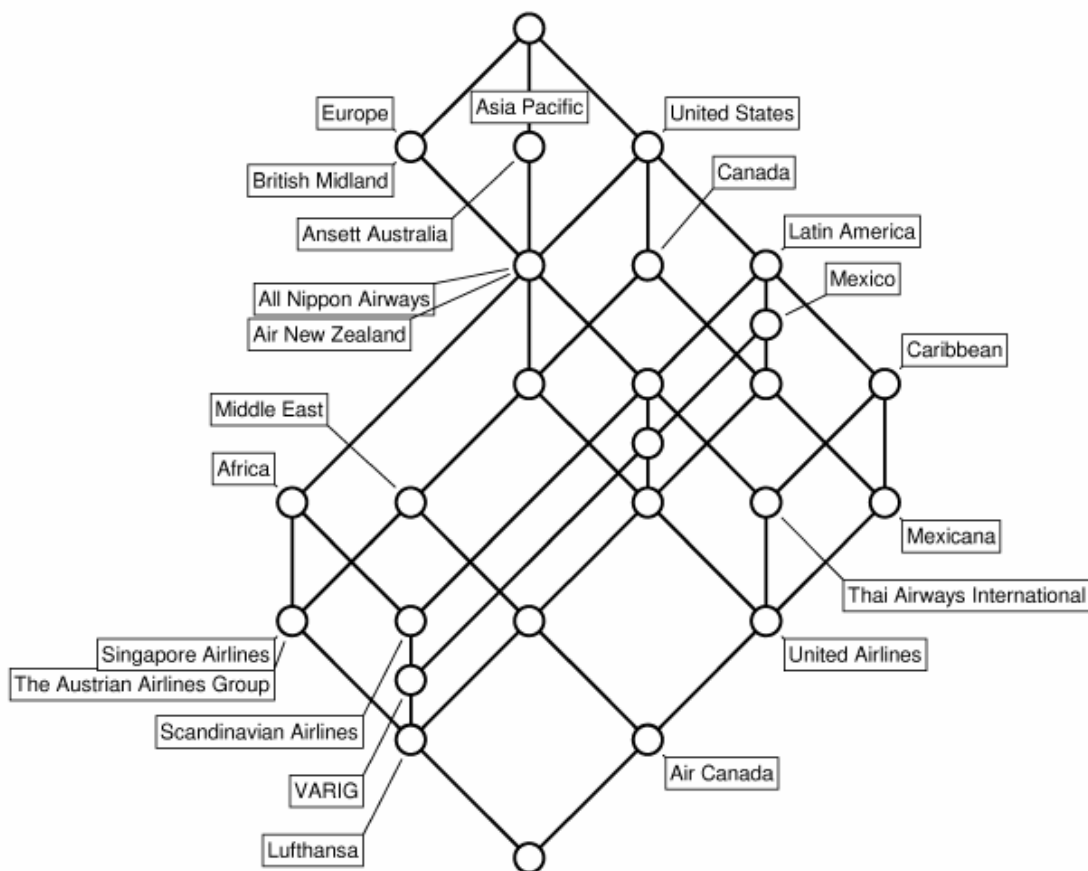 Asia Pacific
Europe
United States
British Midland
Canada
Ansett Australia
Latin America
Mexico
All Nippon Airways
Air New Zealand
Caribbean
Middle East
Africa
Mexicana
Thai Airways International
Singapore Airlines
United Airlines
The Austrian Airlines Group
Scandinavian Airlines
Air Canada
VARIG
Lufthansa